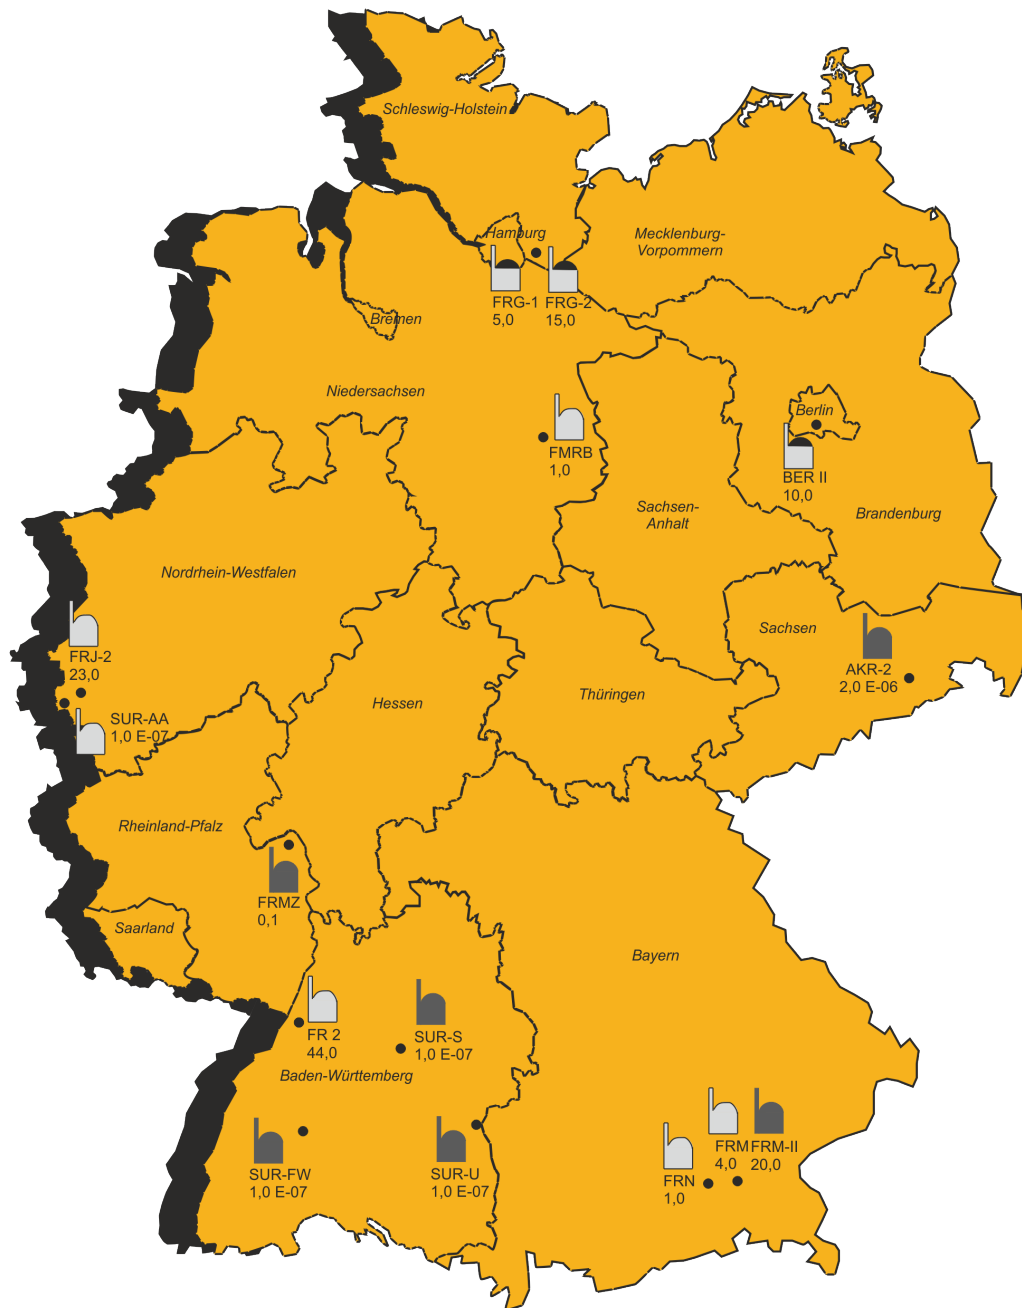 Schleswig-Holstein
Hamburg
Mecklenburg-
Vorpommern
FRG-1
5,0
FRG-2
15,0
Bremen
Niedersachsen
Berlin
FMRB
1,0
BER II
10,0
Sachsen-
Anhalt
Brandenburg
Nordrhein-Westfalen
Sachsen
FRJ-2
23,0
AKR-2
2,0 E-06
Hessen
Thüringen
SUR-AA
1,0 E-07
Rheinland-Pfalz
FRMZ
0,1
Saarland
Bayern
FR 2
44,0
SUR-S
1,0 E-07
Baden-Württemberg
SUR-FW
1,0 E-07
SUR-U
1,0 E-07
FRM
4,0
FRM-II
20,0
FRN
1,0